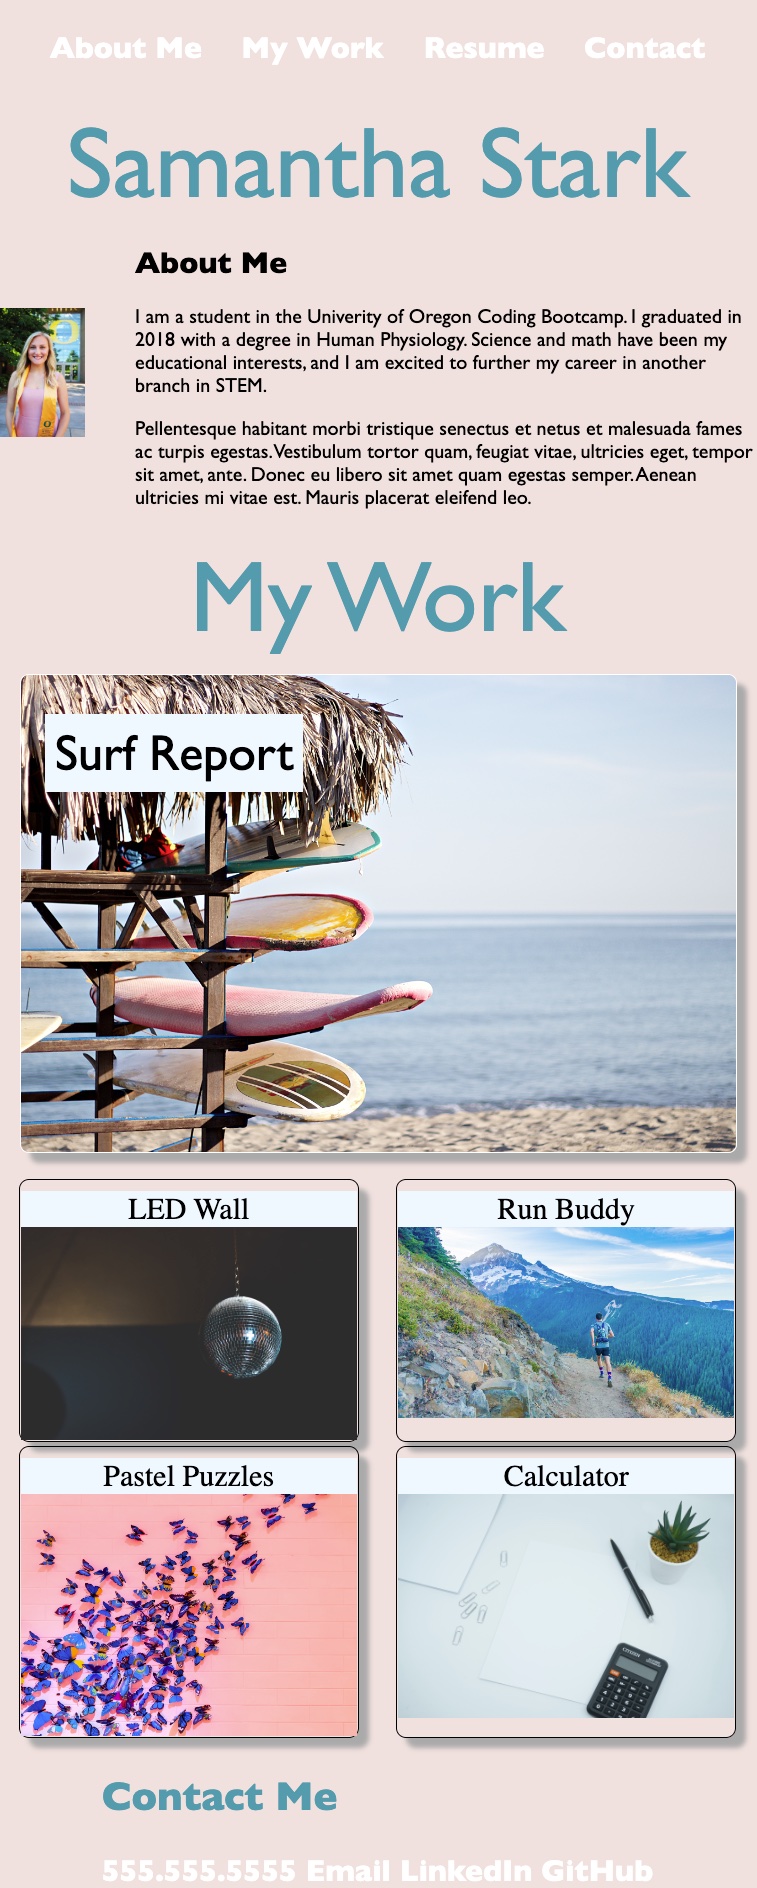 About Me My Work Resume Contact
Samantha Stark
About Me
I am a student in the Univerity of Oregon Coding Bootcamp. I graduated in
2018 with a degree in Human Physiology. Science and math have been my
educational interests, and I am excited to further my career in another
branch in STEM.
Pellentesque habitant morbi tristique senectus et netus et malesuada fames
ac turpis egestas. Vestibulum tortor quam, feugiat vitae, ultricies eget, tempor
sit amet, ante. Donec eu libero sit amet quam egestas semper. Aenean
ultricies mi vitae est. Mauris placerat eleifend leo.
My Work
Surf Report
LED Wall
Run Buddy
Pastel Puzzles
Calculator
CITIZEN
Contact Me
555.555.5555 Email LinkedIn GitHub